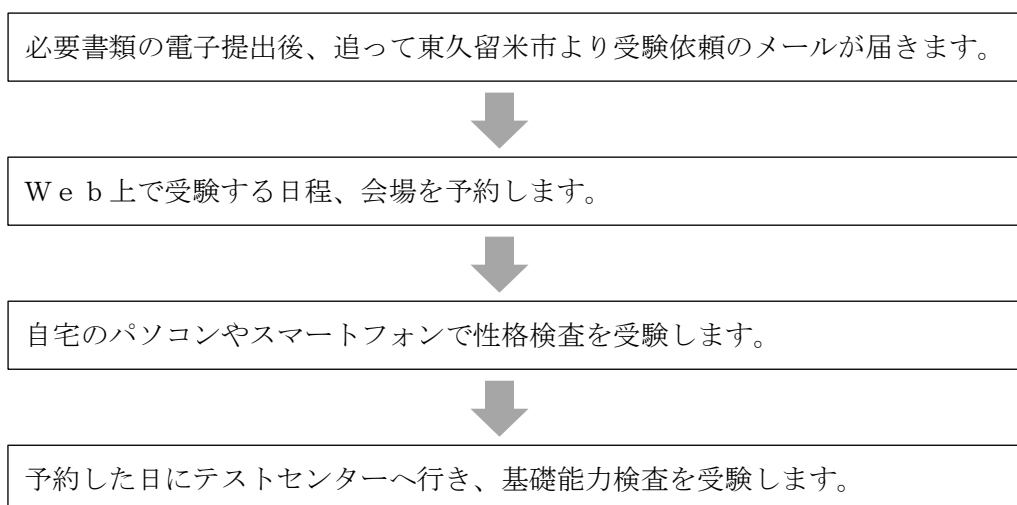 必要書類の電子提出後、追って東久留米市より受験依頼のメールが届きます。
Ｗｅｂ上で受験する日程、会場を予約します。
自宅のパソコンやスマートフォンで性格検査を受験します。
予約した日にテストセンターへ行き、基礎能力検査を受験します。